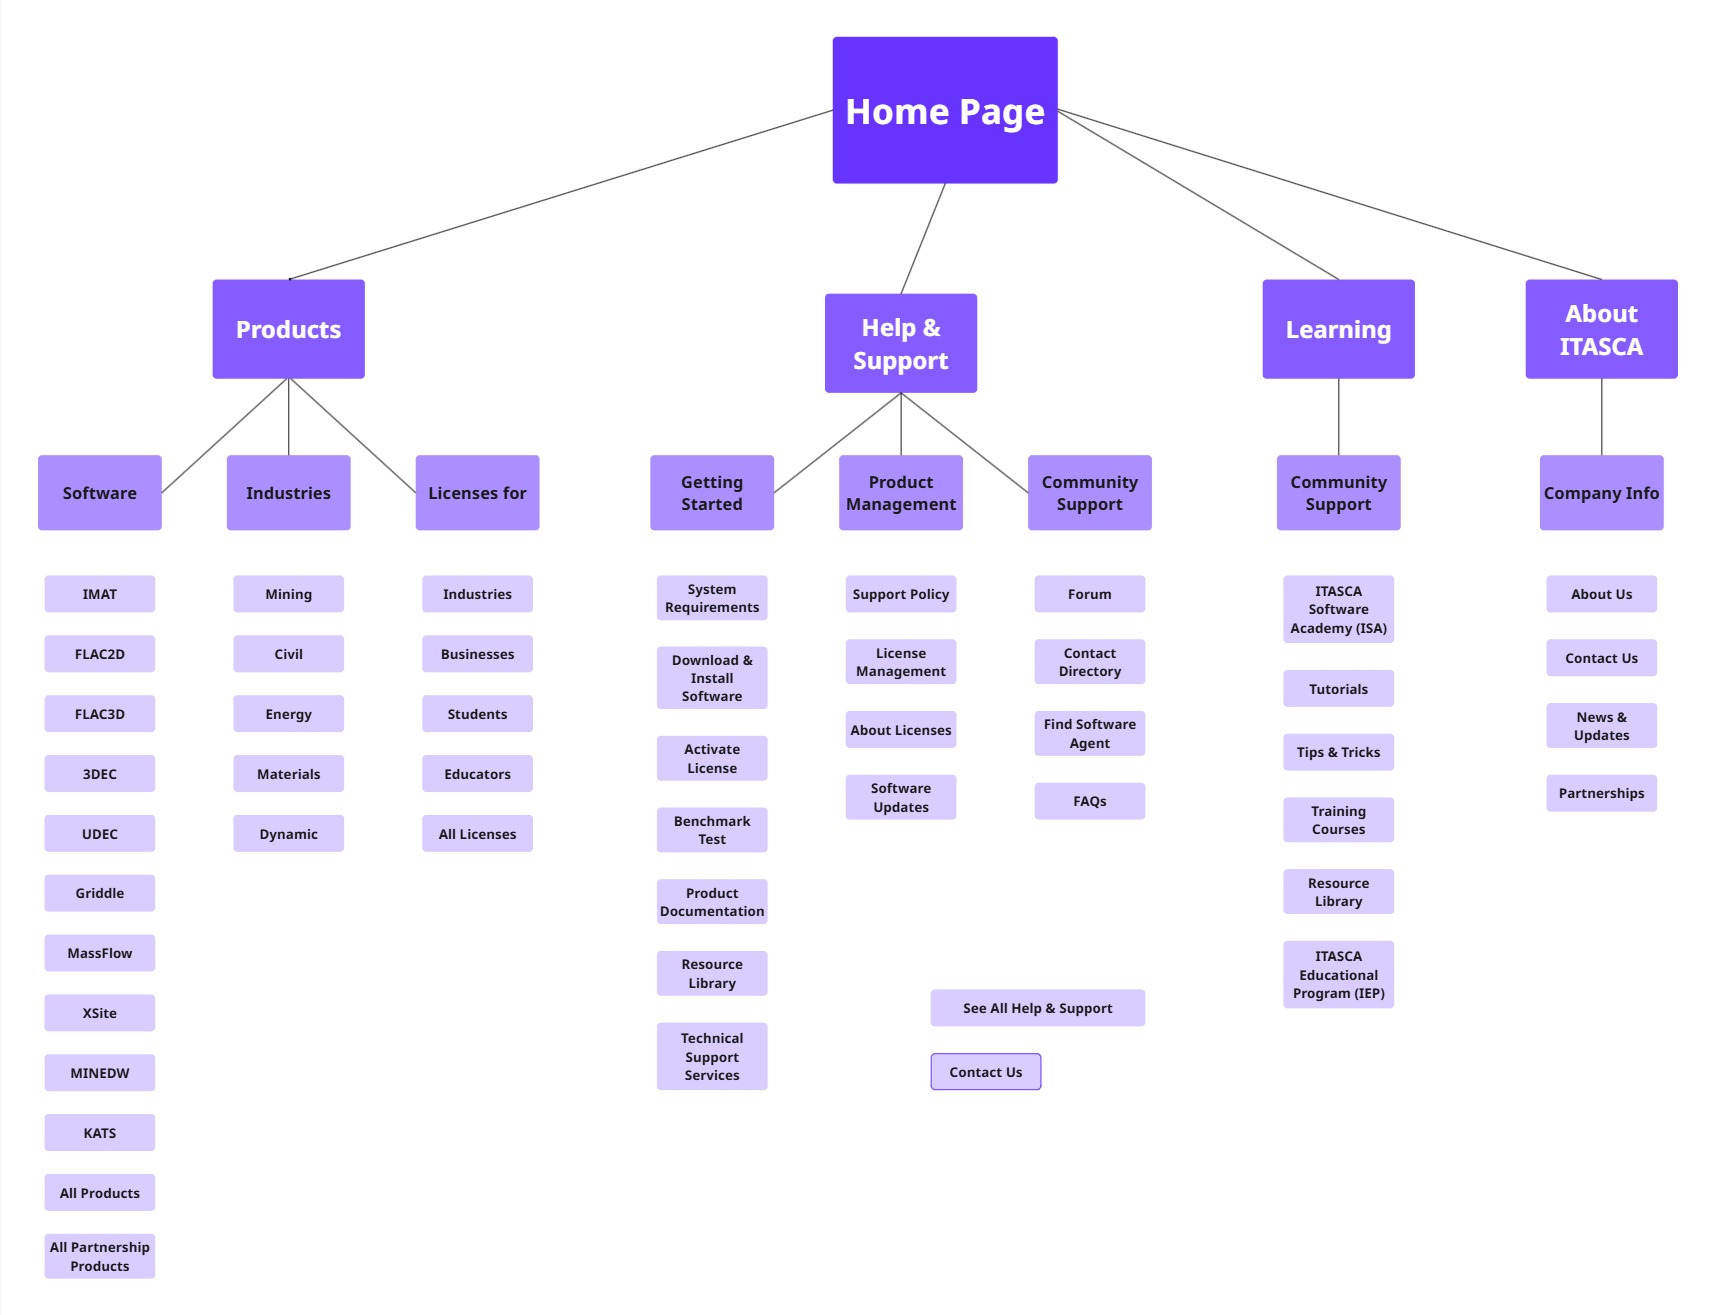 Home Page
Products
Help &
Support
Learning
About
ITASCA
Software
Industries
Licenses for
Getting
Started
Product
Management
Community
Support
Community
Support
Company Info
IMAT
FLAC2D
FLAC3D
3DEC
UDEC
Griddle
MassFlow
XSite
MINEDW
KATS
All Products
All Partnership
Products
Mining
Civil
Energy
Materials
Dynamic
Industries
Businesses
Students
Educators
All Licenses
System
Requirements
Download &
Install
Software
Activate
License
Benchmark
Test
Product
Documentation
Resource
Library
Technical
Support
Services
Support Policy
License
Management
About Licenses
Software
Updates
Forum
Contact
Directory
Find Software
Agent
FAQs
See All Help & Support
Contact Us
ITASCA
Software
Academy (ISA)
Tutorials
Tips & Tricks
Training
Courses
Resource
Library
ITASCA
Educational
Program (IEP)
About Us
Contact Us
News &
Updates
Partnerships